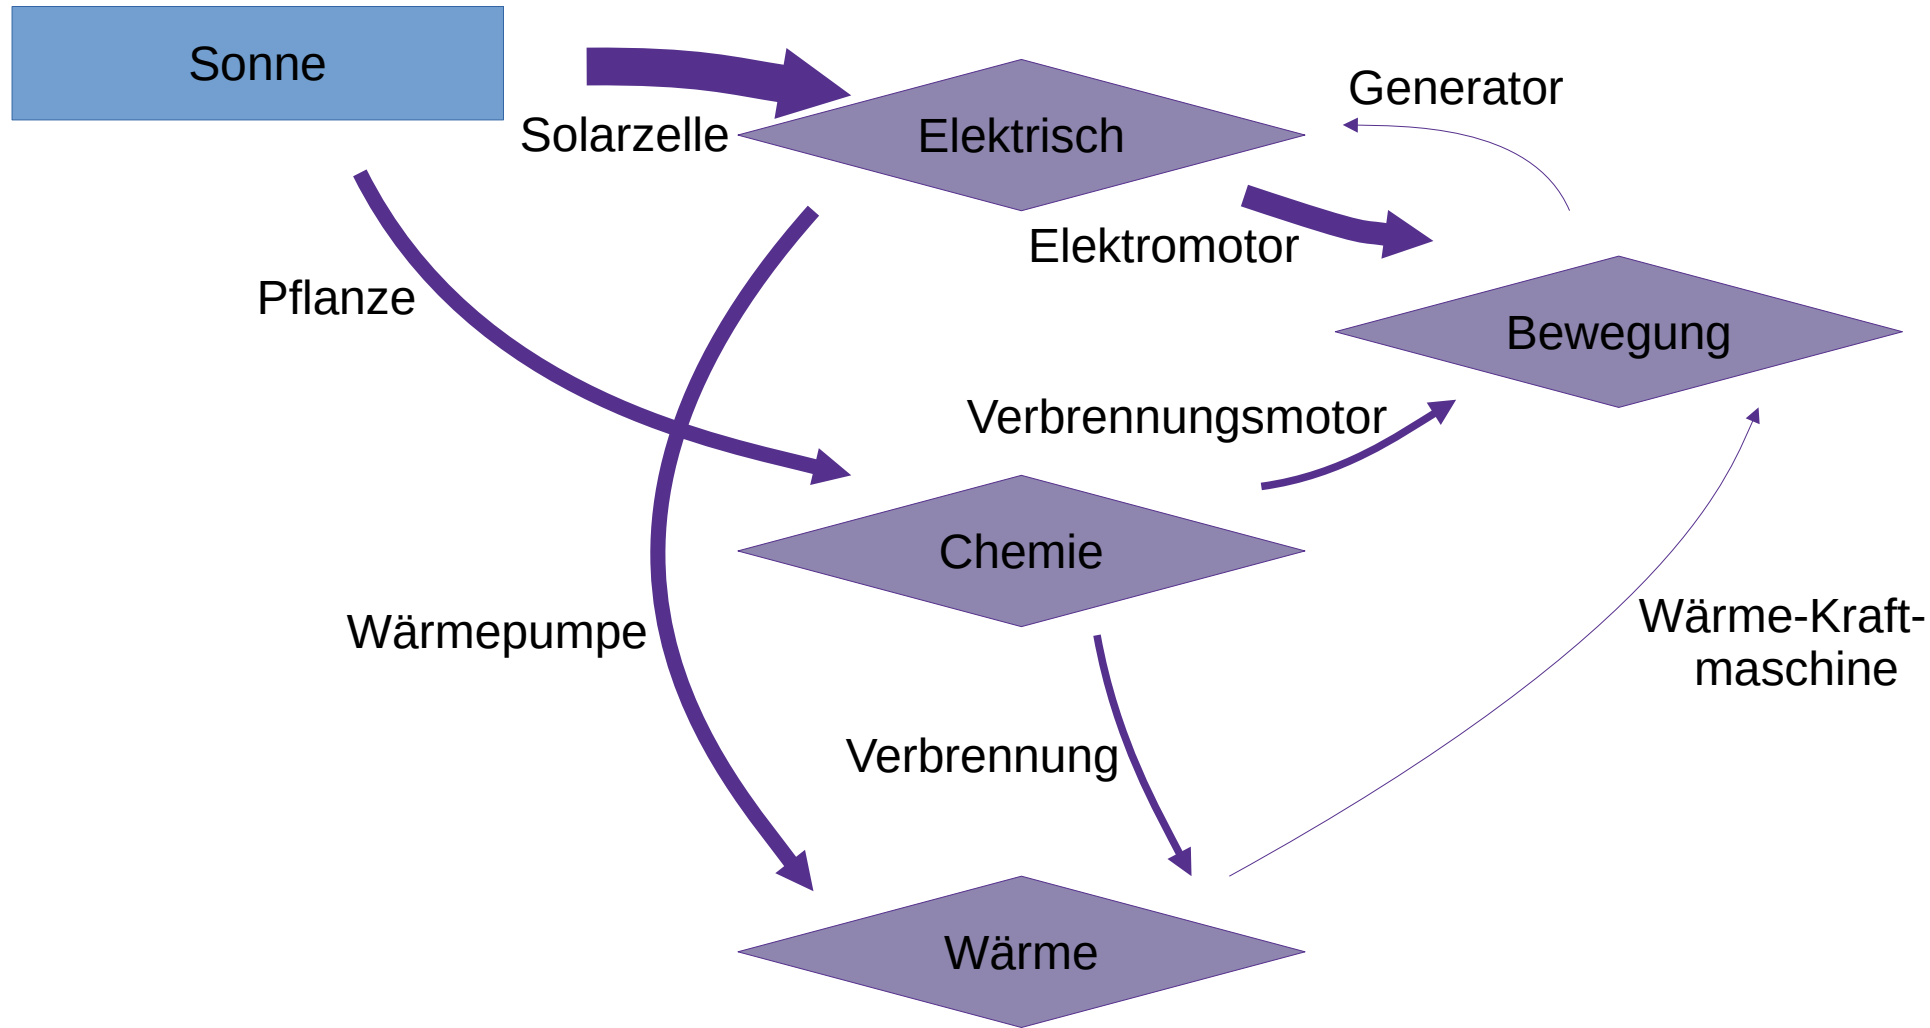 Sonne
Generator
Solarzelle
Elektrisch
Elektromotor
Pflanze
Bewegung
Verbrennungsmotor
Chemie
Wärme-Kraft-
maschine
Wärmepumpe
Verbrennung
Wärme